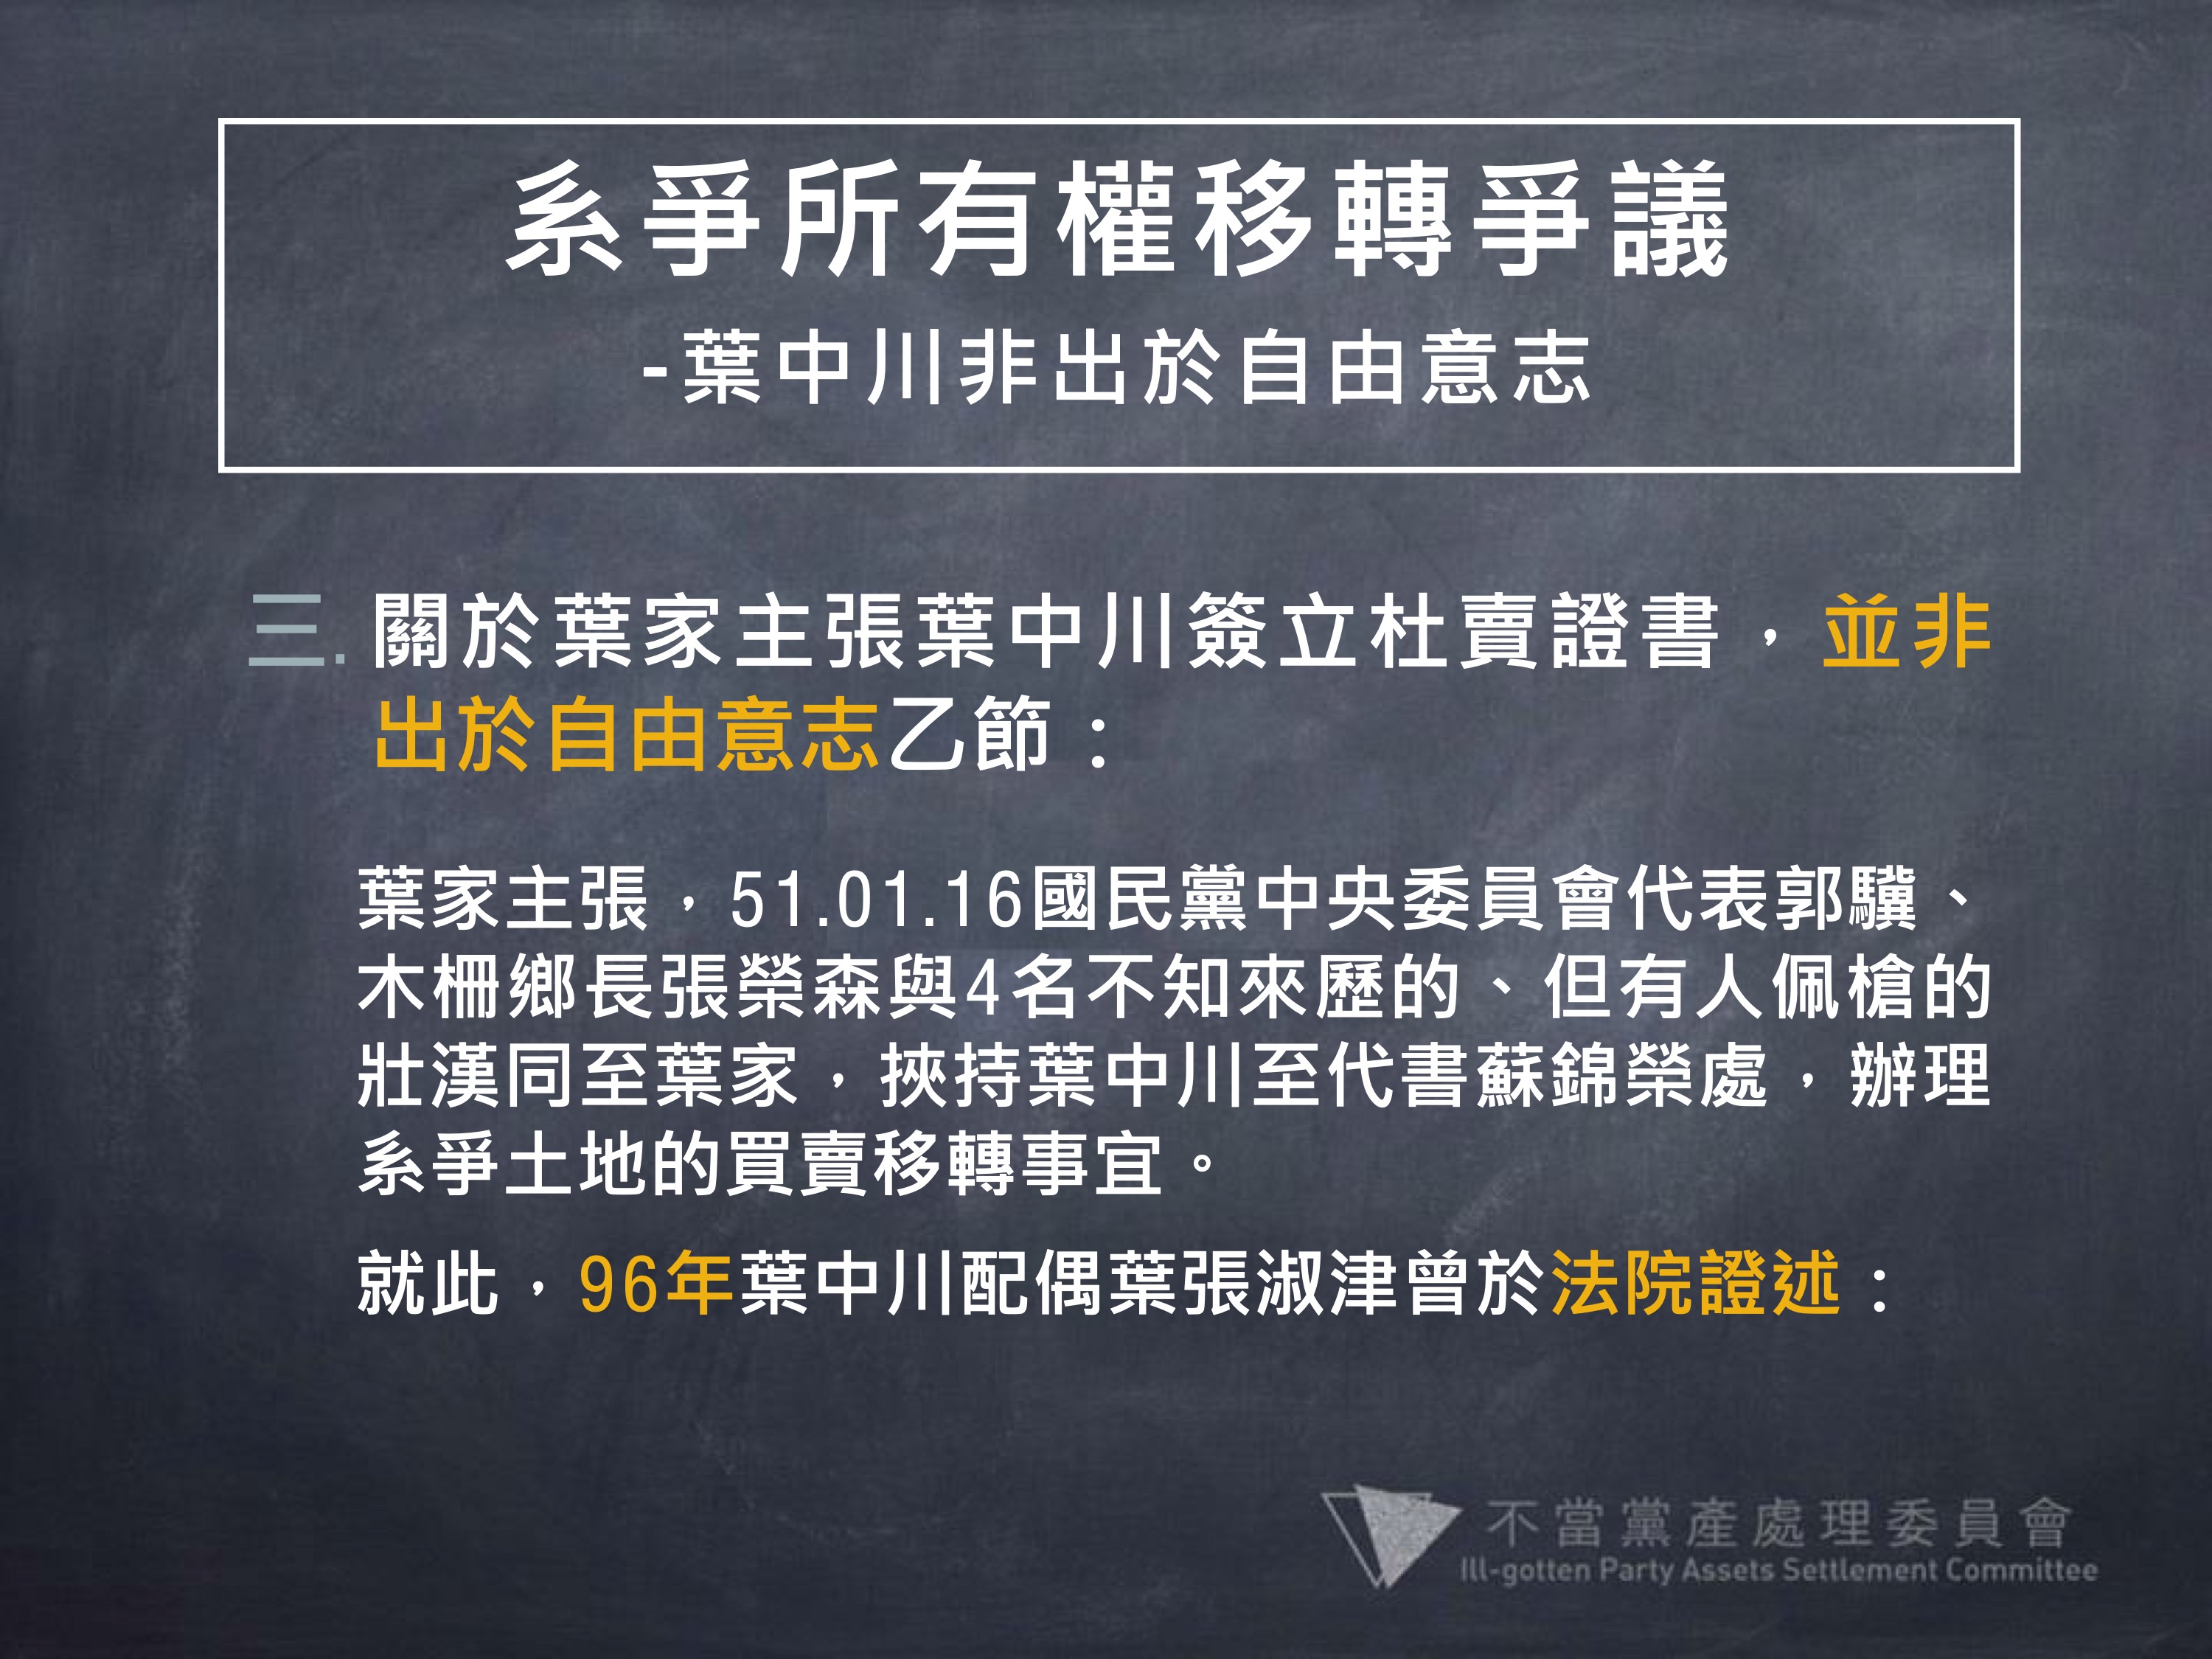 系爭所有權移轉爭議
-葉中川非出於自由意志
三. 關於葉家主張葉中川簽立杜賣證書，並非
出於自由意志乙節：
葉家主張，51.01.16國民黨中央委員會代表郭驥、
木柵鄉長張榮森與4名不知來歷的、但有人佩槍的
壯漢同至葉家，挾持葉中川至代書蘇錦榮處，辦理
系爭土地的買賣移轉事宜。
就此，96年葉中川配偶葉張淑津曾於法院證述：
不當黨產處理委員會
Ill-gotten Party Assets Settlement Committee